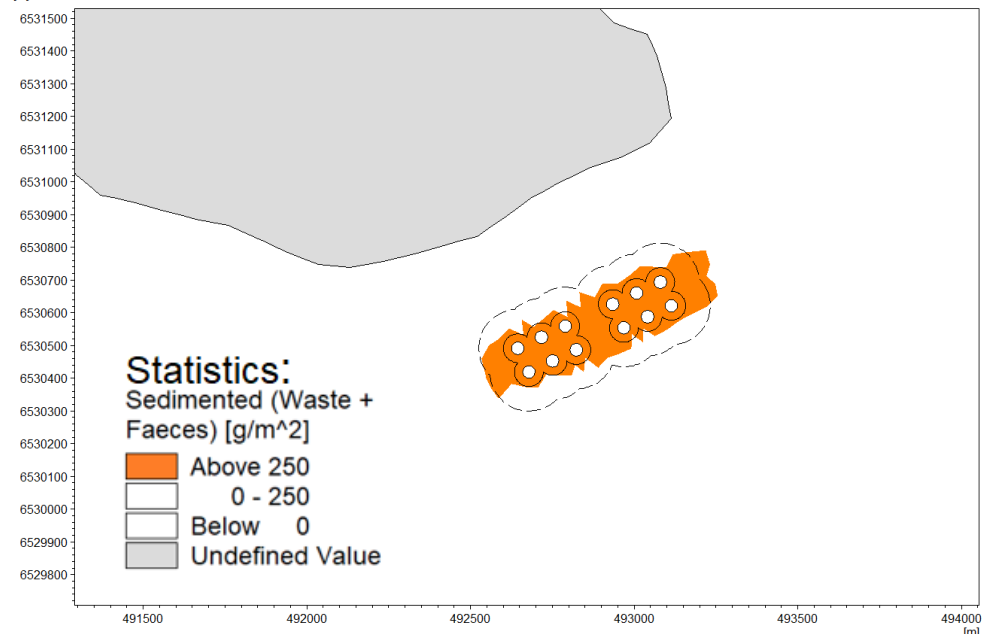 6531500
6531400
6531300
6531200
6531100
6531000
6530900
6530800
6530700
6530600
6530500
6530400
6530300
6530200
6530100
6530000
6529900
6529800
Statistics:
Sedimented (Waste +
Faeces) [g/m^2]
Above 250
0 - 250
Below 0
Undefined Value
491500 492000 492500 493000 493500 494000
[m]